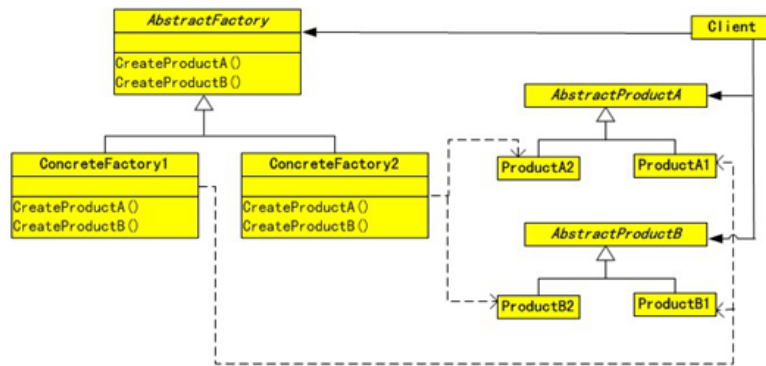 AbstractFactory
Client
CreateProductA()
CreateProductB()
AbstractProductA
ConcreteFactory1
ConcreteFactory2
ProductA2
ProductA1
CreateProductA()
CreateProductB()
CreateProductA()
CreateProductB()
AbstractProductB
ProductB2
ProductB1